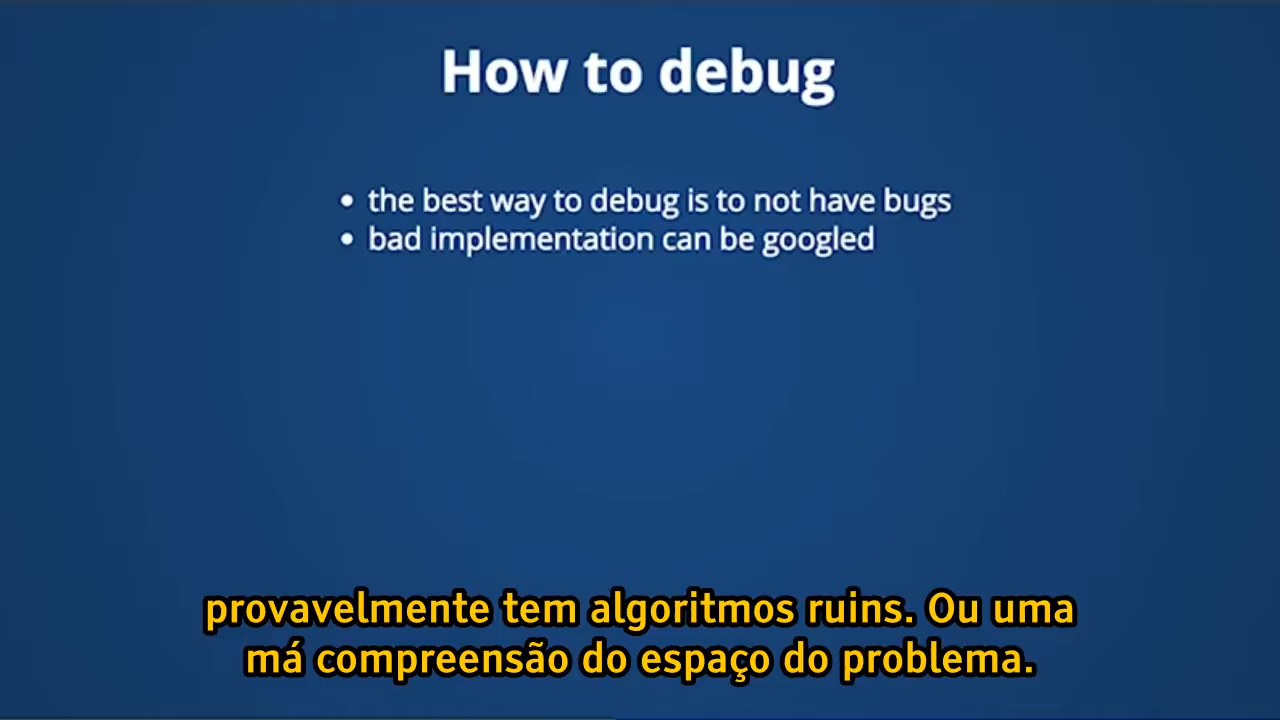 How to debug
• the best way to debug is to not have bugs
• bad implementation can be googled
provavelmente tem algoritmos ruins. Ou uma
má compreensão do espaço do problema.